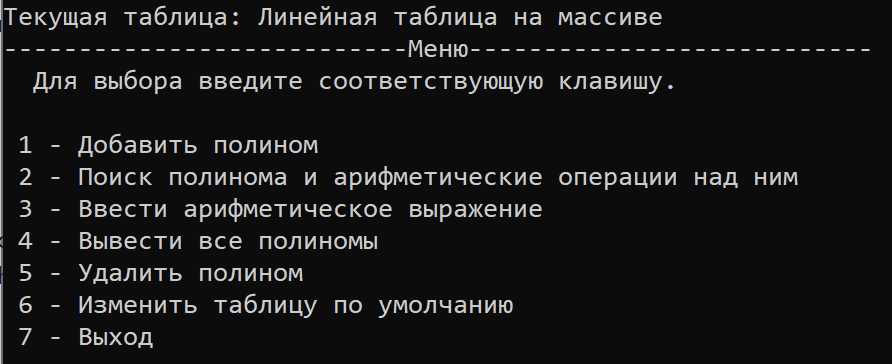 Текущая таблица: Линейная таблица на массиве
---------------------------Меню---------------------------
Для выбора введите соответствующую клавишу.
1 - Добавить полином
2 - Поиск полинома и арифметические операции над ним
3 - Ввести арифметическое выражение
4 - Вывести все полиномы
5 - Удалить полином
6 - Изменить таблицу по умолчанию
7 - Выход